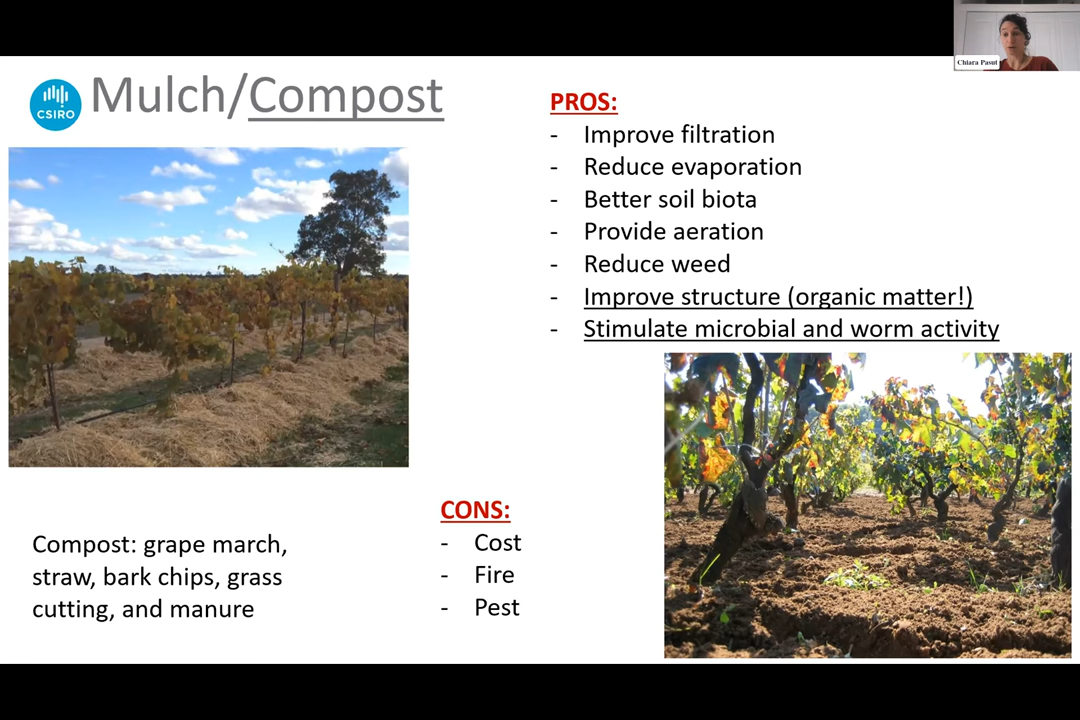 Chiara Pasut
CSIRO
Mulch/Compost
PROS:
- Improve filtration
- Reduce evaporation
- Better soil biota
- Provide aeration
- Reduce weed
- Improve structure (organic matter!)
- Stimulate microbial and worm activity
CONS:
- Cost
- Fire
- Pest
Compost: grape march,
straw, bark chips, grass
cutting, and manure